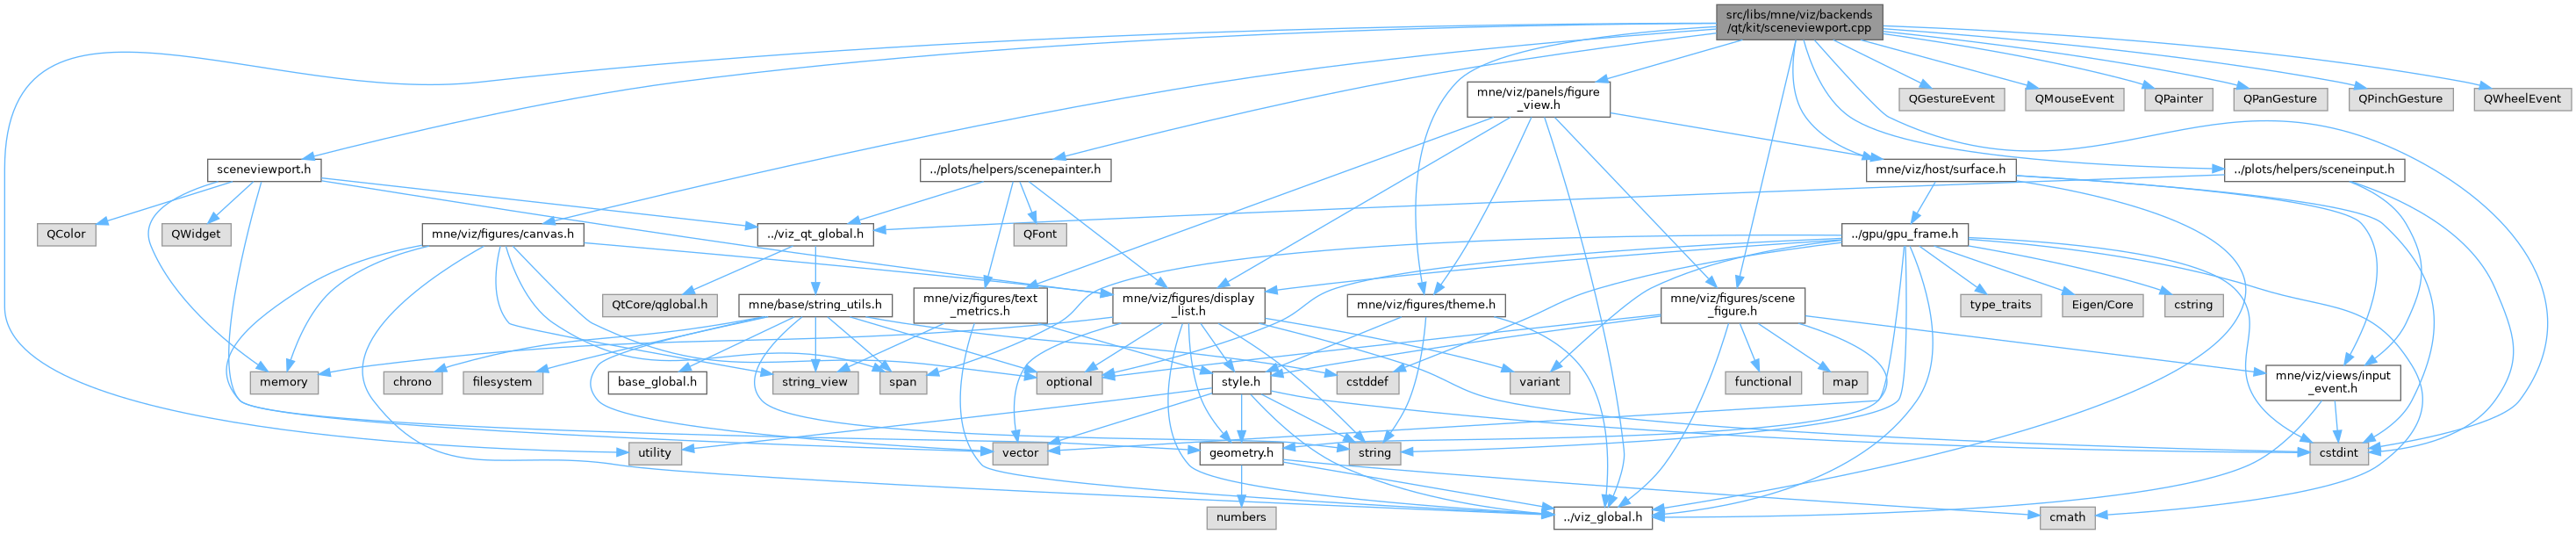 src/libs/mne/viz/backends
/qt/kit/sceneviewport.cpp
mne/viz/panels/figure
_view.h
QGestureEvent
QMouseEvent
QPainter
QPanGesture
QPinchGesture
QWheelEvent
sceneviewport.h
../plots/helpers/scenepainter.h
mne/viz/host/surface.h
../plots/helpers/sceneinput.h
QColor
QWidget
mne/viz/figures/canvas.h
../viz_qt_global.h
QFont
../gpu/gpu_frame.h
QtCore/qglobal.h
mne/base/string_utils.h
mne/viz/figures/text
_metrics.h
mne/viz/figures/display
_list.h
mne/viz/figures/theme.h
mne/viz/figures/scene
_figure.h
type_traits
Eigen/Core
cstring
memory
chrono
filesystem
base_global.h
string_view
span
optional
style.h
cstddef
variant
functional
map
mne/viz/views/input
_event.h
utility
vector
geometry.h
string
cstdint
numbers
../viz_global.h
cmath